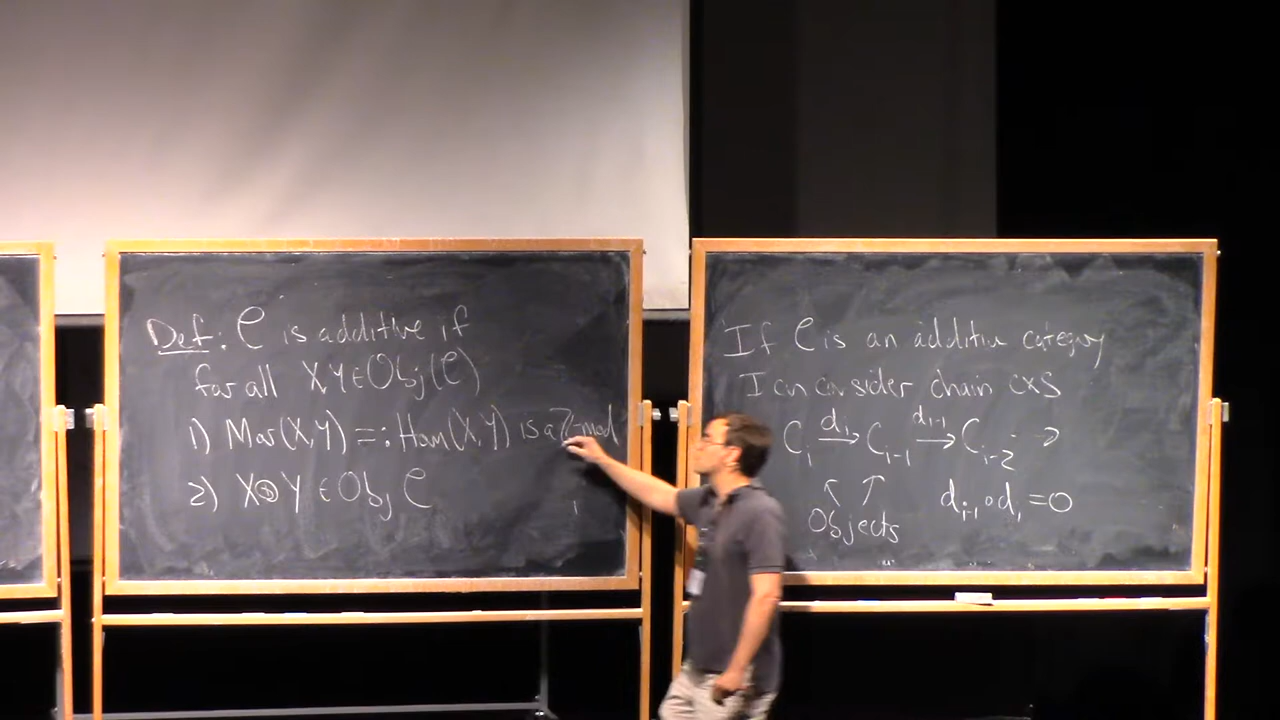 Def: C is additive if
for all X,Y ∈ Obj(C)
1) Mor(X,Y) =: Hom(X,Y) is a ℤ-mod
2) X⊕Y ∈ Obj C
If C is an additive category
I can consider chain cxs
C_i →^{d_i} C_{i-1} →^{d_{i-1}} C_{i-2} →
↖ ↑
Objects
d_{i-1} ∘ d_i = 0